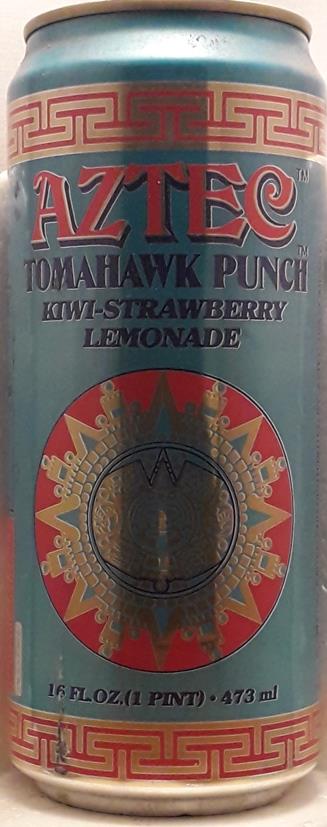 AZTEC™
TOMAHAWK PUNCH™
KIWI-STRAWBERRY
LEMONADE
16 FL.OZ.(1 PINT) • 473 ml